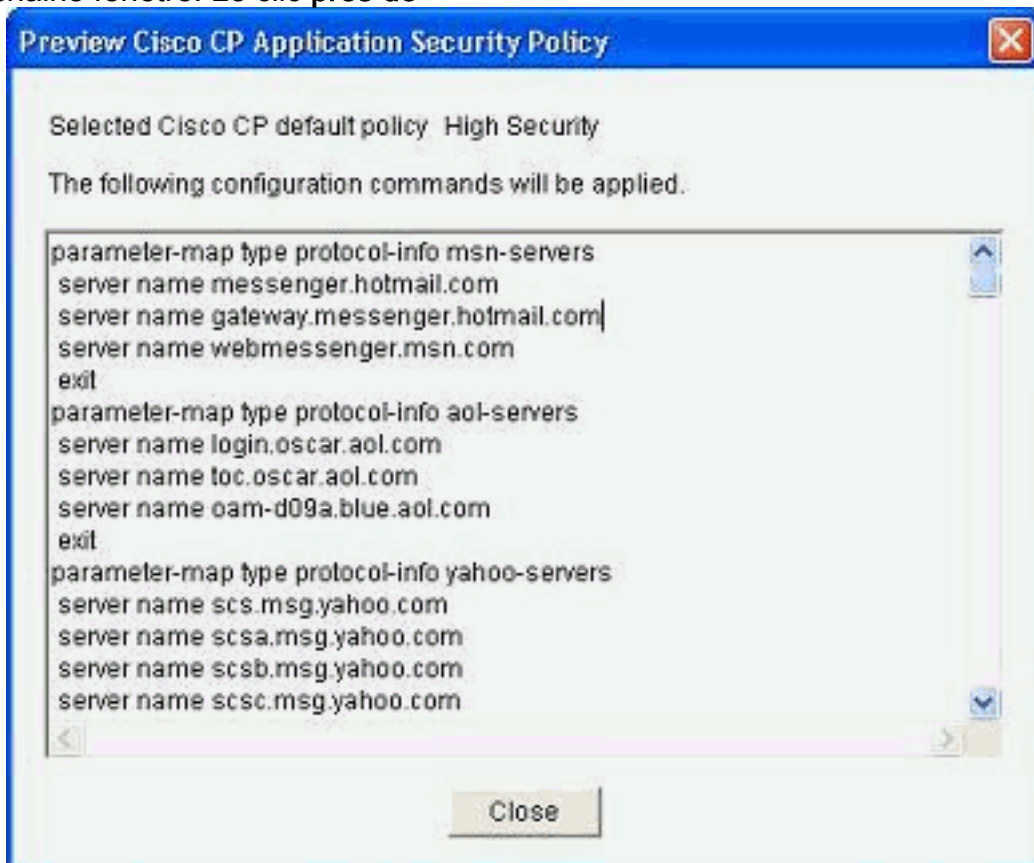 Preview Cisco CP Application Security Policy
Selected Cisco CP default policy High Security
The following configuration commands will be applied.
parameter-map type protocol-info msn-servers
server name messenger.hotmail.com
server name gateway.messenger.hotmail.com
server name webmessenger.msn.com
exit
parameter-map type protocol-info aol-servers
server name login.oscar.aol.com
server name toc.oscar.aol.com
server name oam-d09a.blue.aol.com
exit
parameter-map type protocol-info yahoo-servers
server name scs.msg.yahoo.com
server name scsa.msg.yahoo.com
server name scsb.msg.yahoo.com
server name scsc.msg.yahoo.com
Close